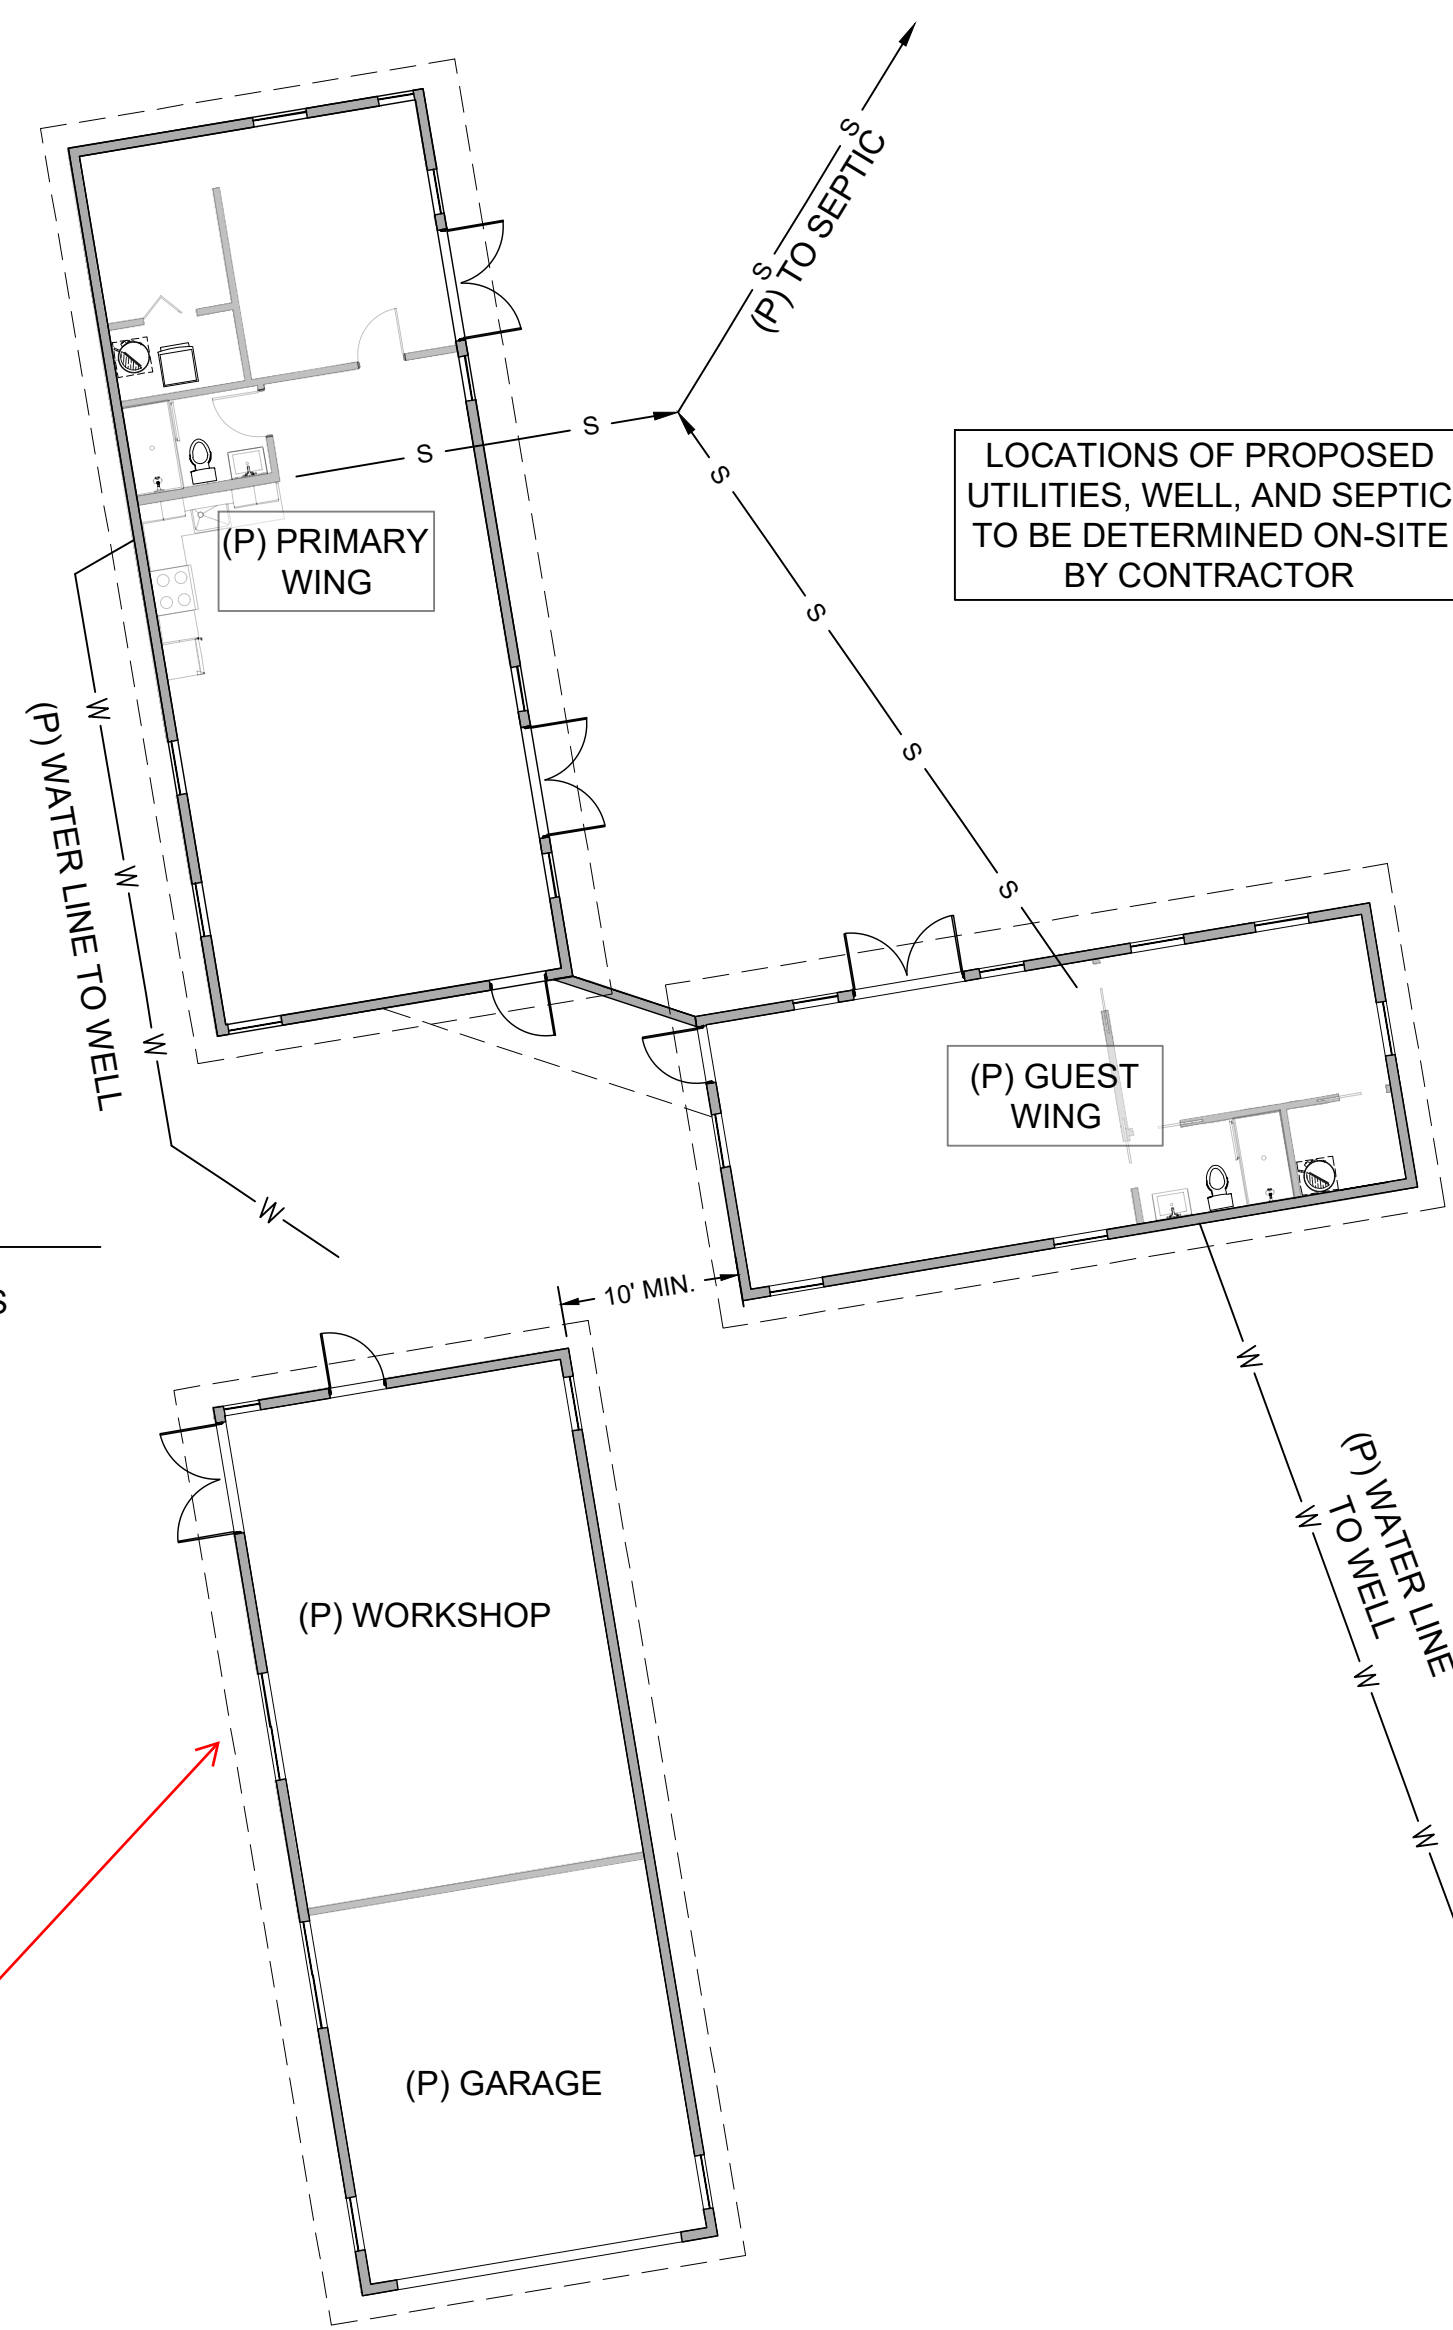 S
(P) TO SEPTIC
S
S
S
S
LOCATIONS OF PROPOSED
UTILITIES, WELL, AND SEPTIC
TO BE DETERMINED ON-SITE
BY CONTRACTOR
(P) PRIMARY
WING
S
S
S
W
(P) WATER LINE TO WELL
W
W
W
(P) GUEST
WING
10' MIN.
S
W
(P) WATER LINE
TO WELL
W
W
W
(P) WORKSHOP
(P) GARAGE